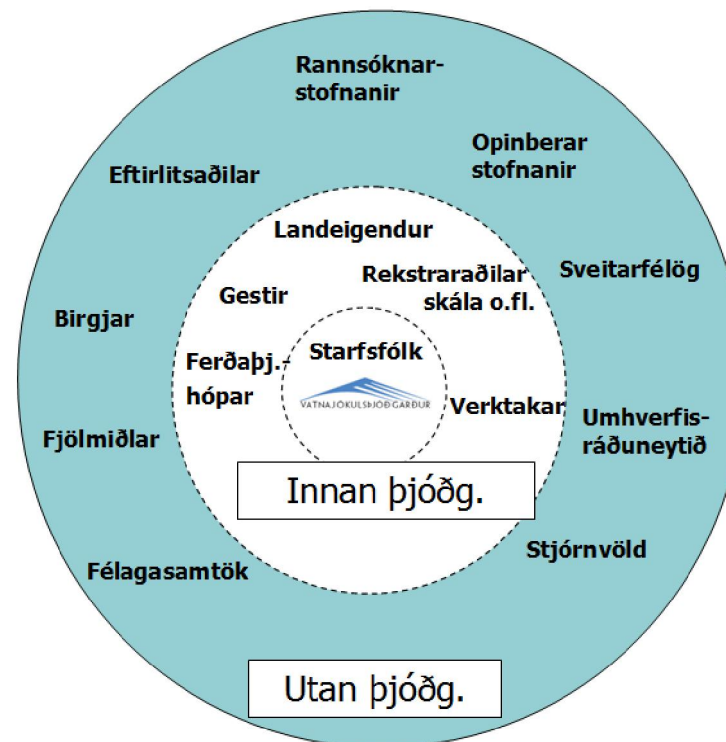 Rannsóknar-
stofnanir
Opinberar
stofnanir
Eftirlitsaðilar
Landeigendur
Sveitarfélög
Rekstraraðilar
skála o.fl.
Gestir
Birgjar
Starfsfólk
Ferðaþj.-
hópar
VATNAJÖKULSÞJÓÐGARÐUR
Verktakar
Umhverfis-
ráðuneytið
Fjölmiðlar
Innan þjóðg.
Stjórnvöld
Félagasamtök
Utan þjóðg.